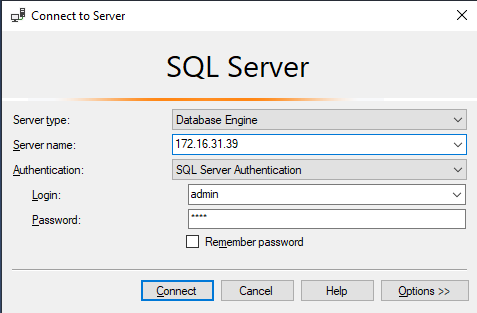 Connect to Server
SQL Server
Server type: Database Engine
Server name: 172.16.31.39
Authentication: SQL Server Authentication
Login: admin
Password: ****
Remember password
Connect Cancel Help Options >>